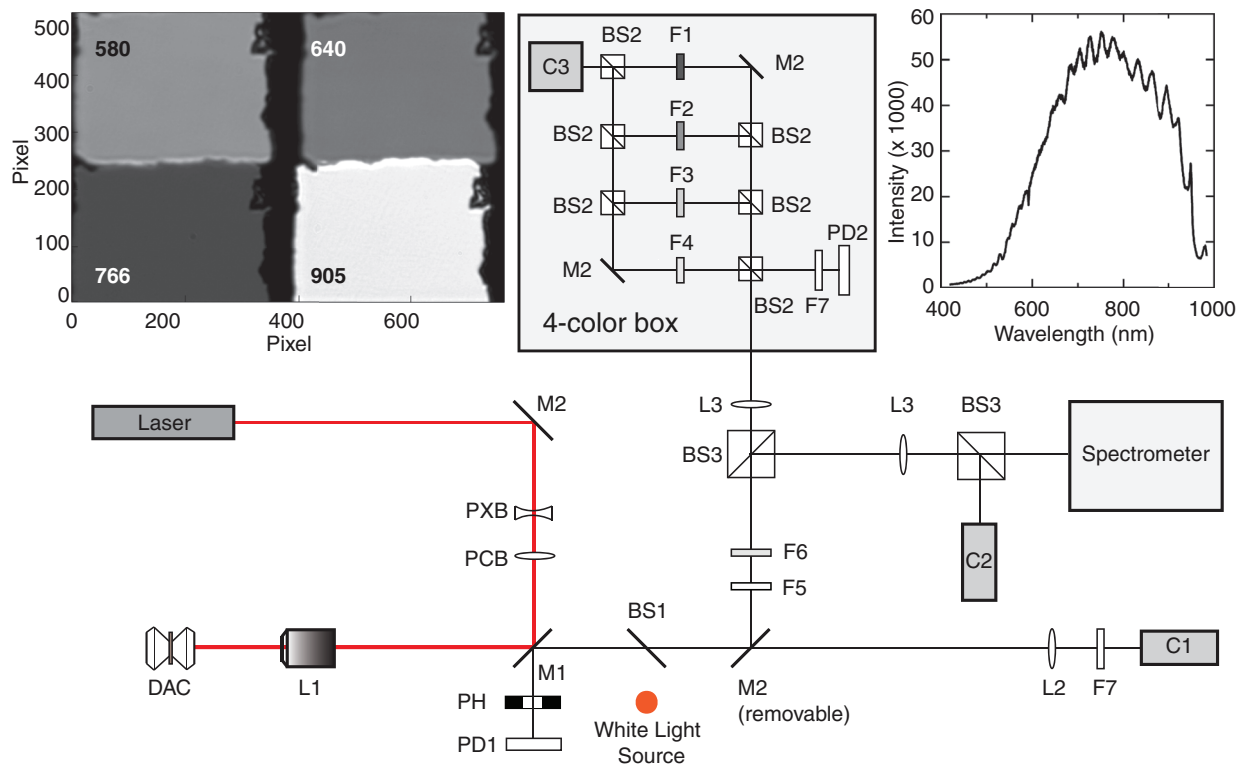 500
400
300
200
100
0
Pixel
580
640
766
905
0
200
400
600
Pixel
C3
BS2
F1
M2
BS2
F2
BS2
BS2
F3
BS2
M2
F4
PD2
BS2
F7
4-color box
60
50
40
30
20
10
0
Intensity (x 1000)
400
600
800
1000
Wavelength (nm)
Laser
M2
L3
L3
BS3
BS3
Spectrometer
PXB
PCB
F6
F5
C2
BS1
DAC
L1
M1
PH
PD1
White Light
Source
M2
(removable)
L2
F7
C1